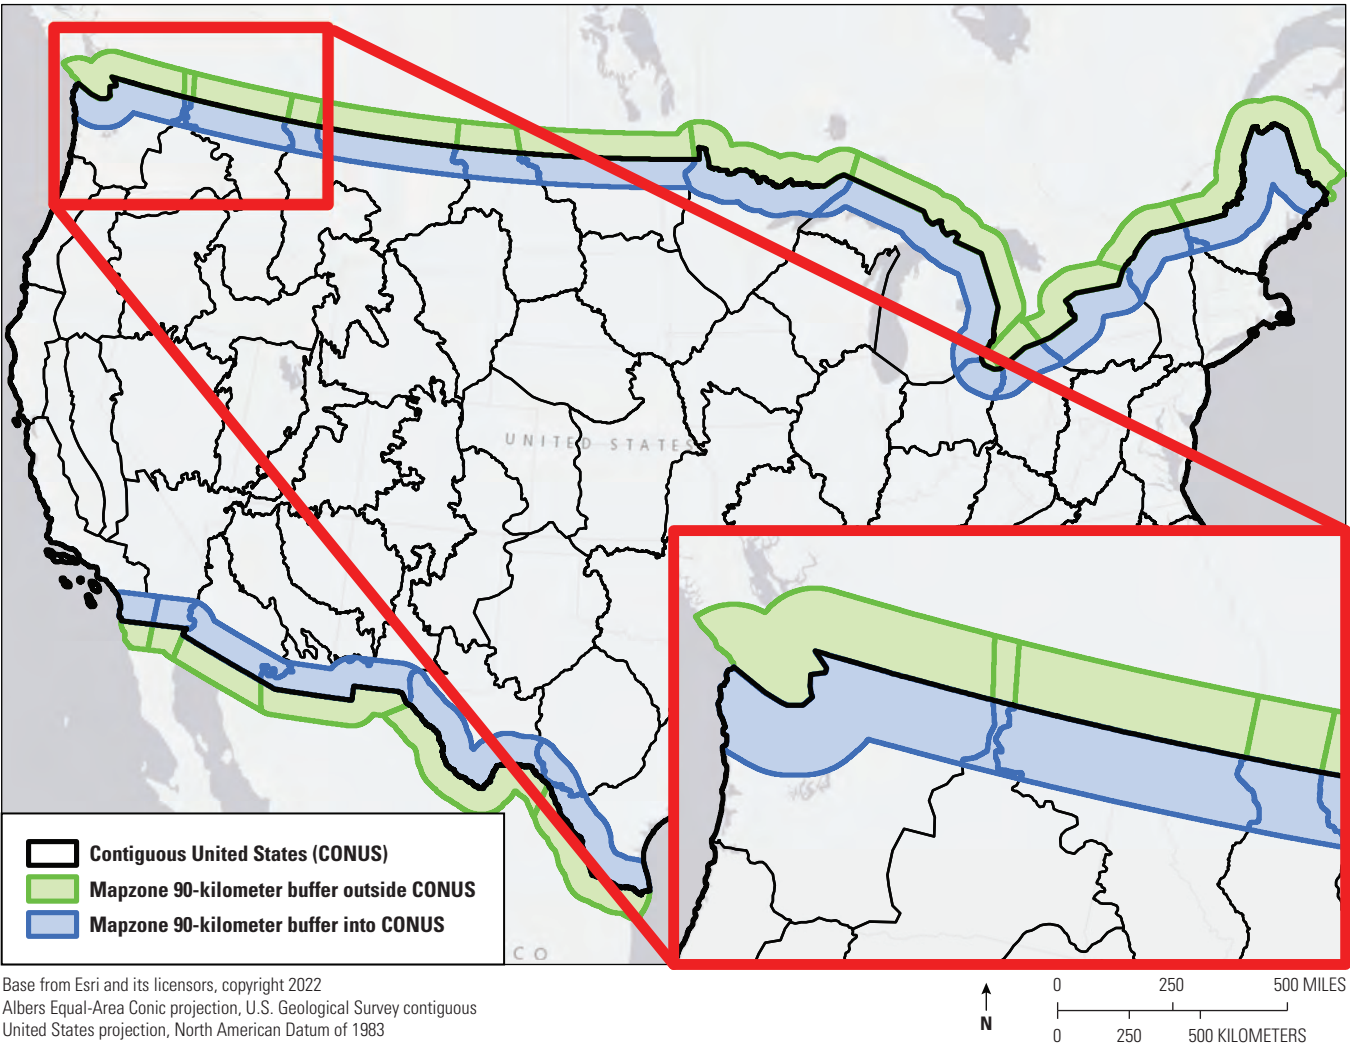 UNITED STATES
Contiguous United States (CONUS)
Mapzone 90-kilometer buffer outside CONUS
Mapzone 90-kilometer buffer into CONUS
C O
Base from Esri and its licensors, copyright 2022
Albers Equal-Area Conic projection, U.S. Geological Survey contiguous
United States projection, North American Datum of 1983
N
0 250 500 MILES
0 250 500 KILOMETERS